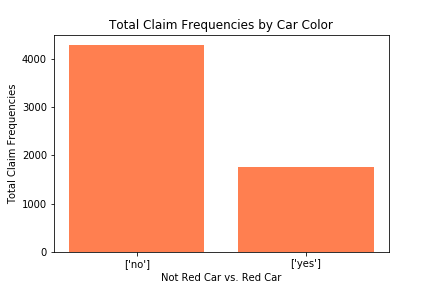 Total Claim Frequencies by Car Color
Total Claim Frequencies
4000
3000
2000
1000
0
['no']
['yes']
Not Red Car vs. Red Car